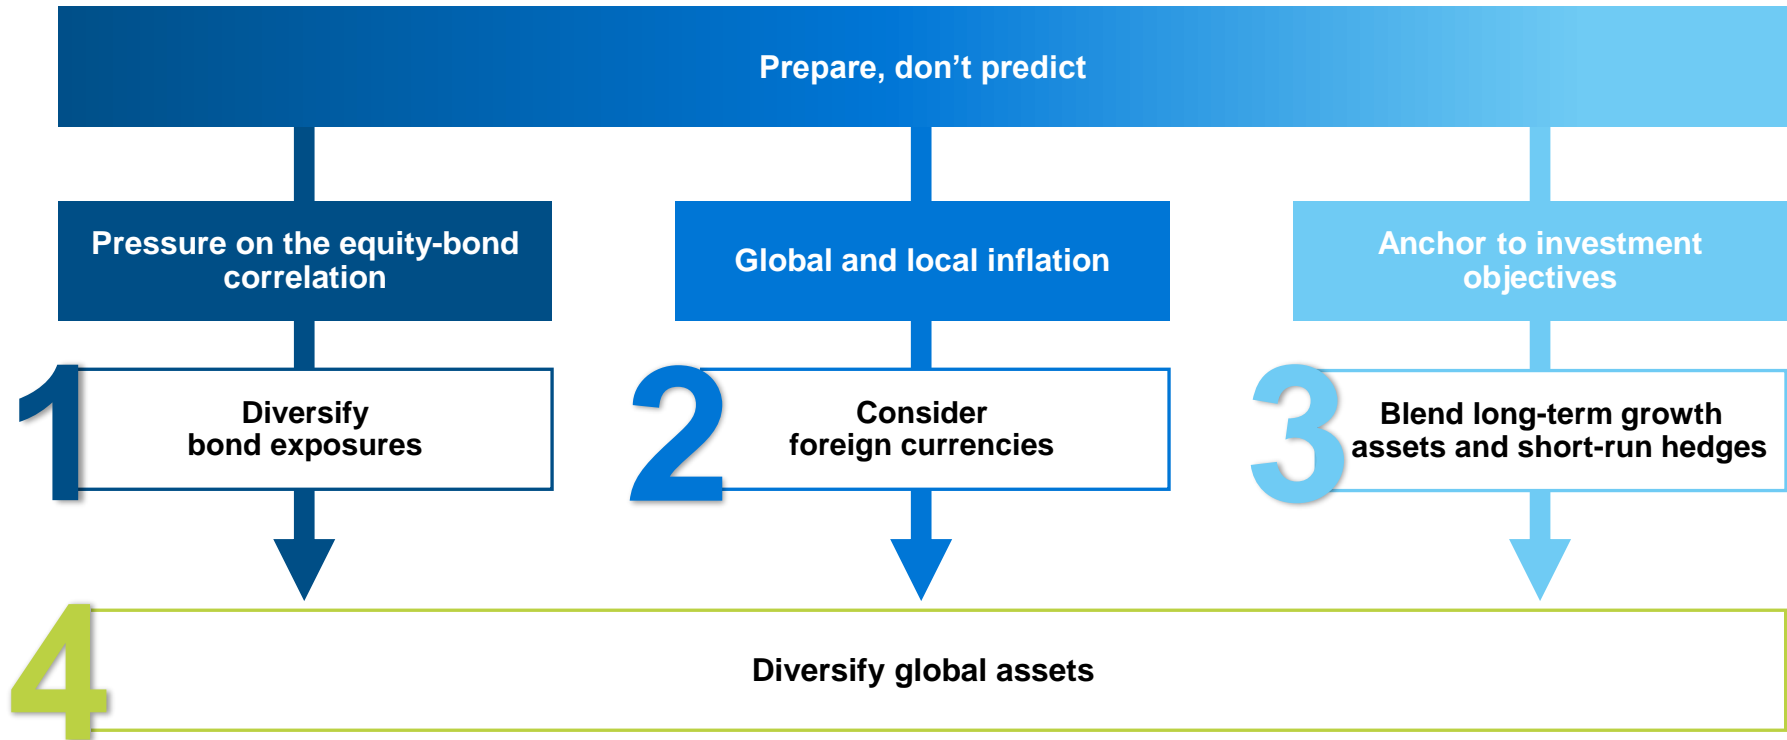 Prepare, don’t predict
Pressure on the equity-bond
correlation
Global and local inflation
Anchor to investment
objectives
1
Diversify
bond exposures
2
Consider
foreign currencies
3
Blend long-term growth
assets and short-run hedges
4
Diversify global assets